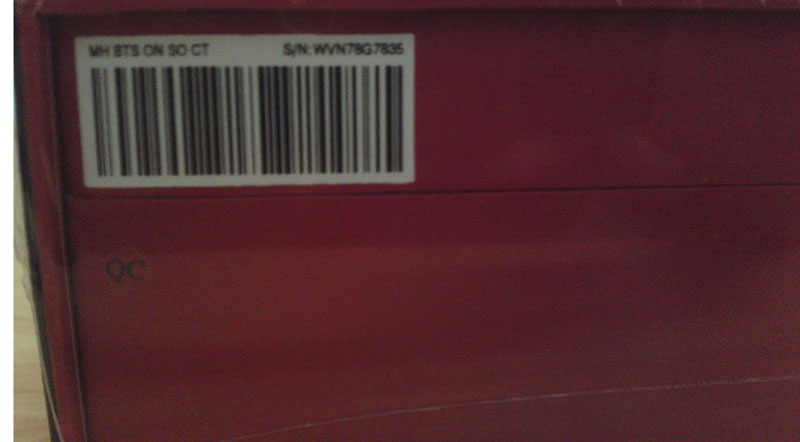 MH BTS ON SO CT S/N: WVN78G7835
QC